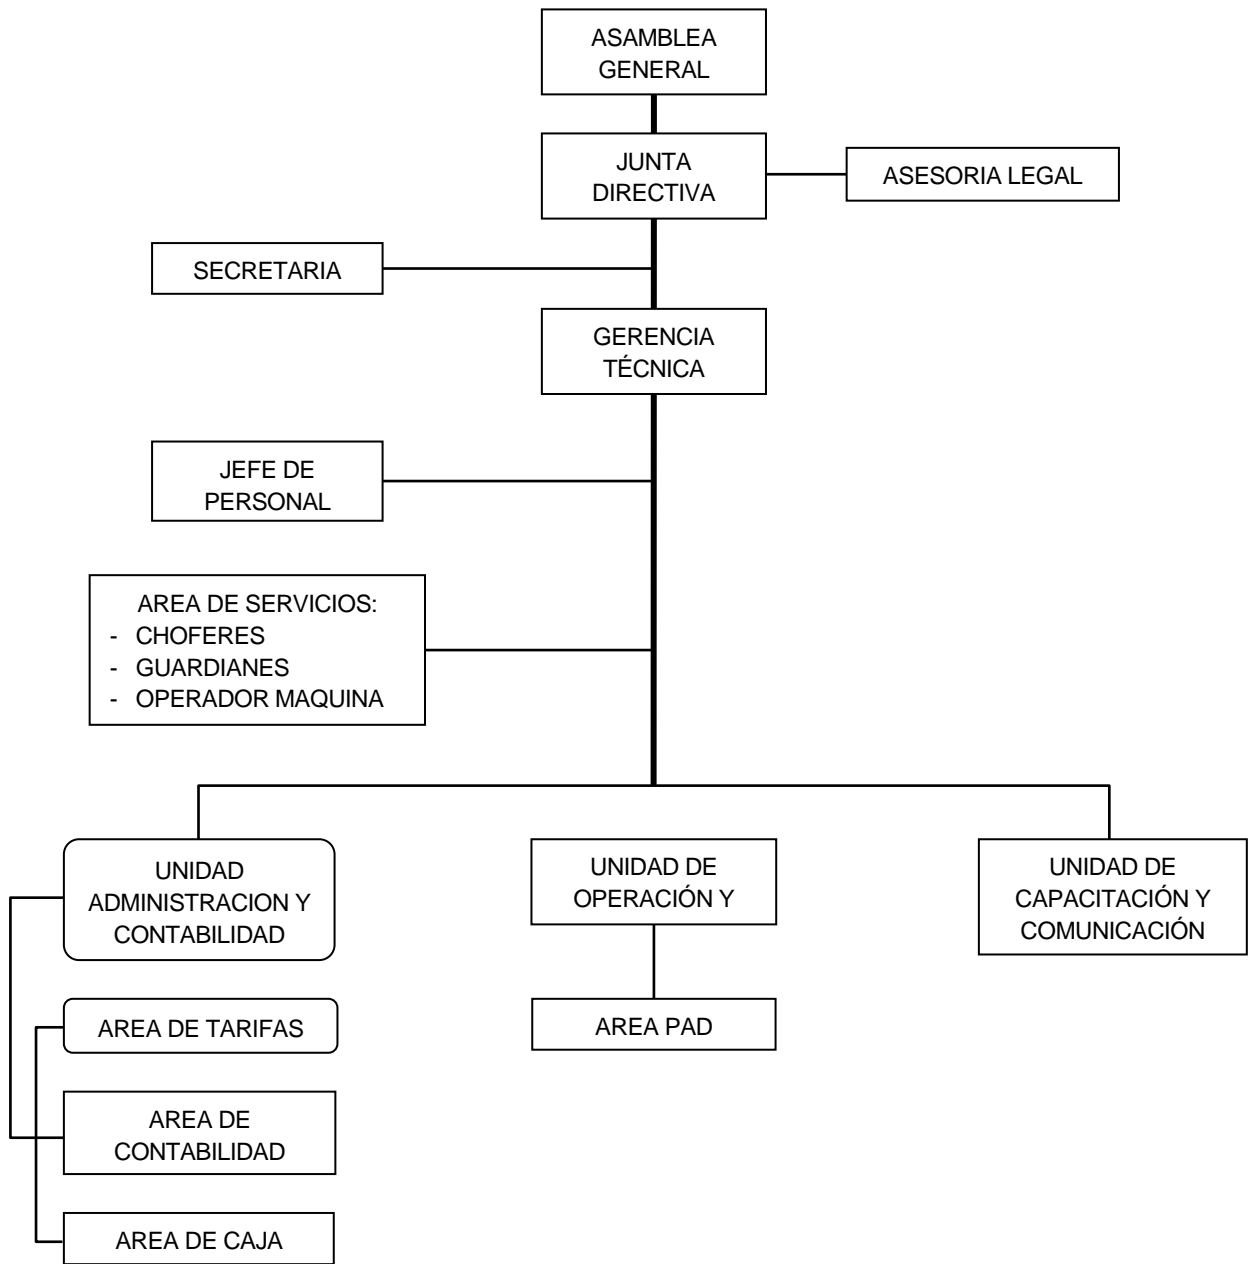 ASAMBLEA
GENERAL
JUNTA
DIRECTIVA
ASESORIA LEGAL
SECRETARIA
GERENCIA
TÉCNICA
JEFE DE
PERSONAL
AREA DE SERVICIOS:
- CHOFERES
- GUARDIANES
- OPERADOR MAQUINA
UNIDAD
ADMINISTRACION Y
CONTABILIDAD
UNIDAD DE
OPERACIÓN Y
UNIDAD DE
CAPACITACIÓN Y
COMUNICACIÓN
AREA DE TARIFAS
AREA PAD
AREA DE
CONTABILIDAD
AREA DE CAJA